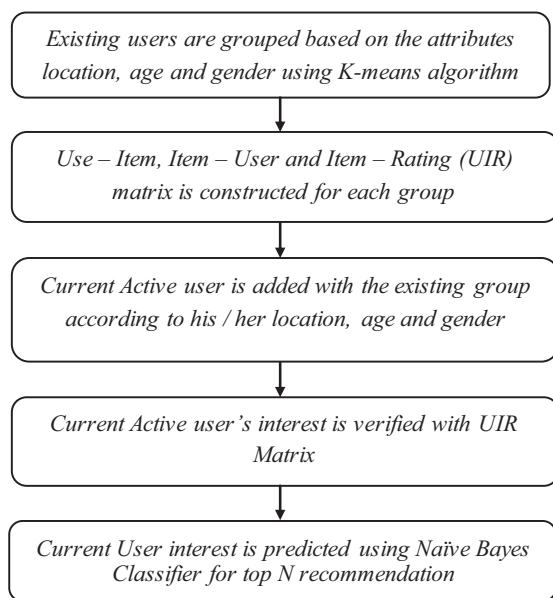 Existing users are grouped based on the attributes
location, age and gender using K-means algorithm
Use – Item, Item – User and Item – Rating (UIR)
matrix is constructed for each group
Current Active user is added with the existing group
according to his / her location, age and gender
Current Active user’s interest is verified with UIR
Matrix
Current User interest is predicted using Naïve Bayes
Classifier for top N recommendation